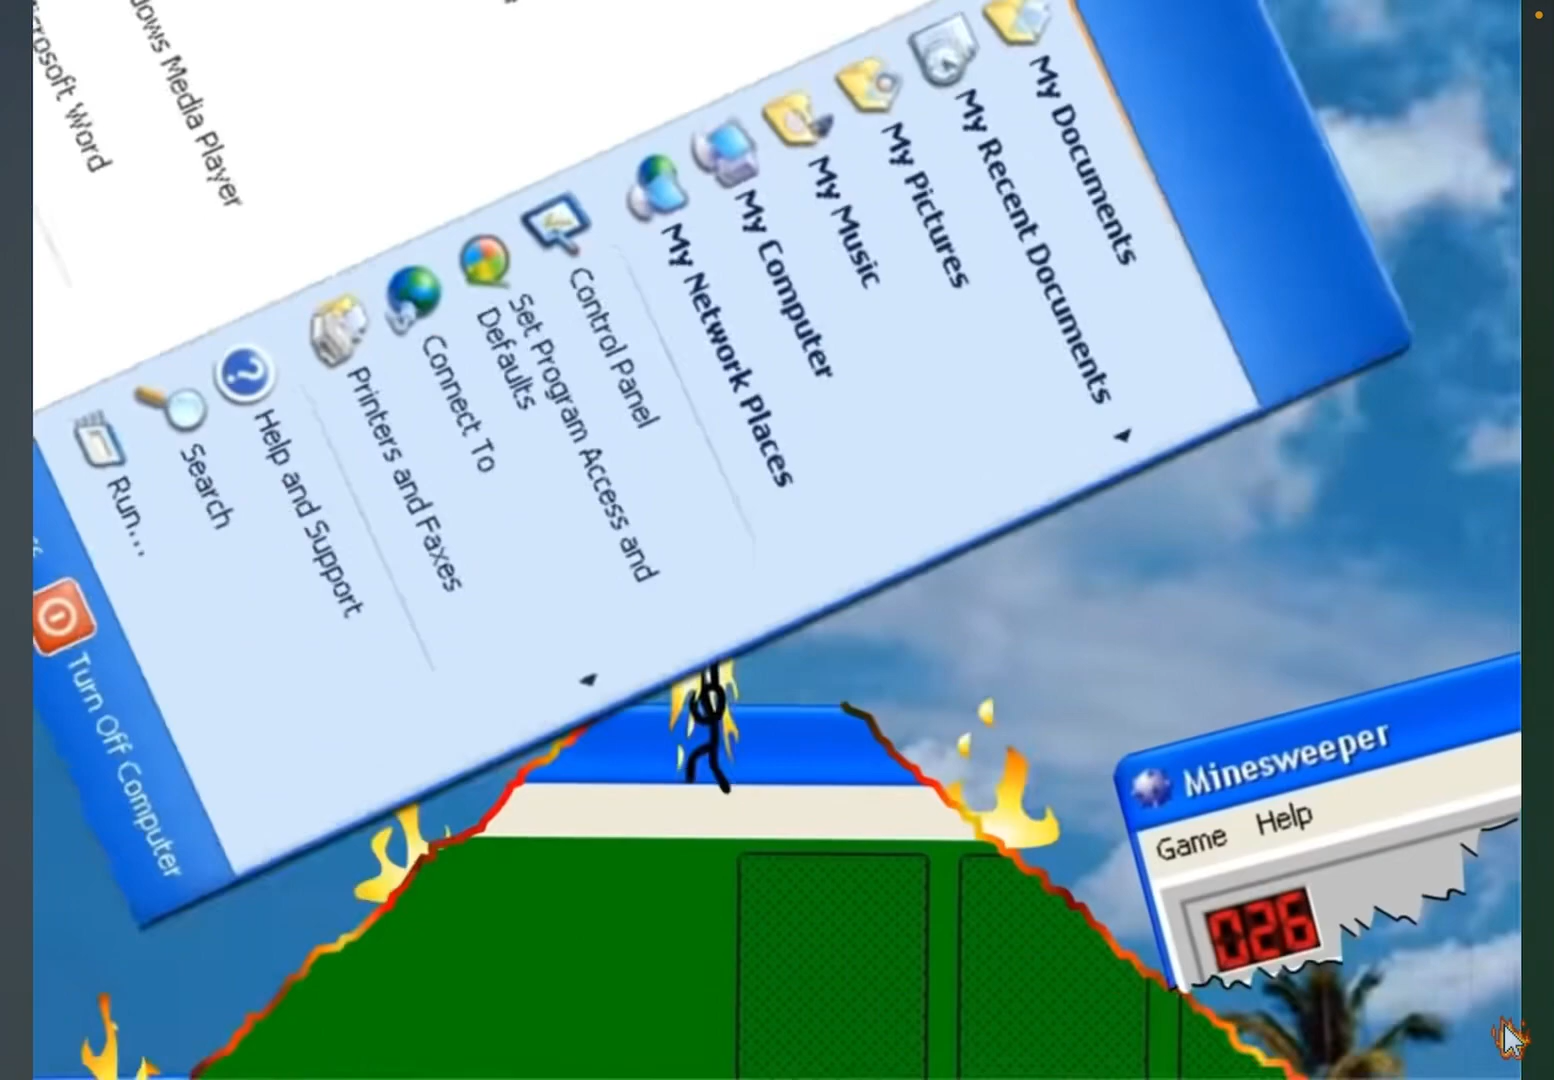 Microsoft Word
Windows Media Player
My Documents
My Recent Documents
My Pictures
My Music
My Computer
My Network Places
Control Panel
Set Program Access and
Defaults
Connect To
Printers and Faxes
Help and Support
Search
Run...
Turn Off Computer
Minesweeper
Game Help
026